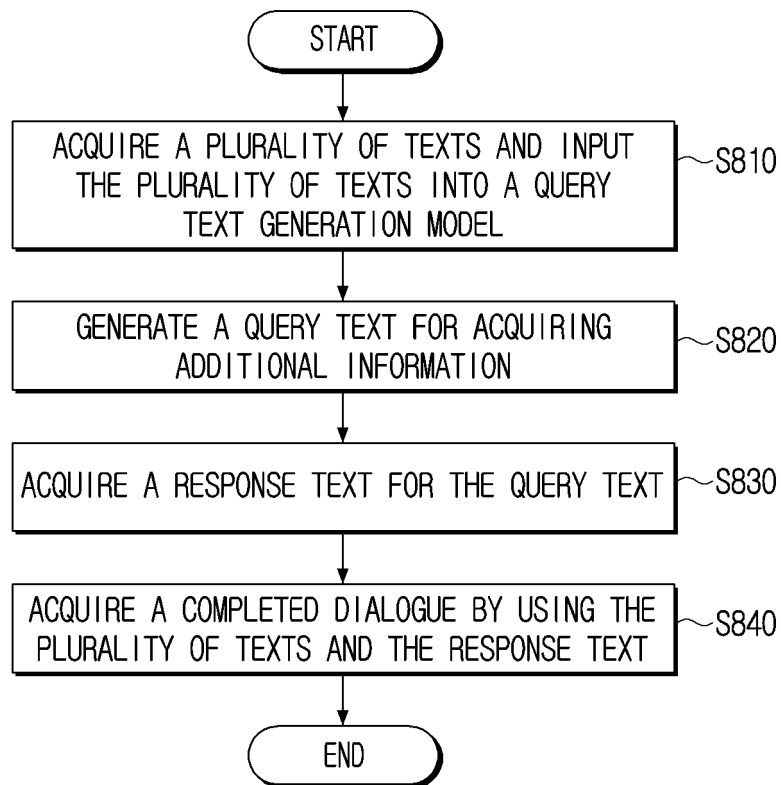 START
ACQUIRE A PLURALITY OF TEXTS AND INPUT
THE PLURALITY OF TEXTS INTO A QUERY
TEXT GENERATION MODEL
S810
GENERATE A QUERY TEXT FOR ACQUIRING
ADDITIONAL INFORMATION
S820
ACQUIRE A RESPONSE TEXT FOR THE QUERY TEXT
S830
ACQUIRE A COMPLETED DIALOGUE BY USING THE
PLURALITY OF TEXTS AND THE RESPONSE TEXT
S840
END